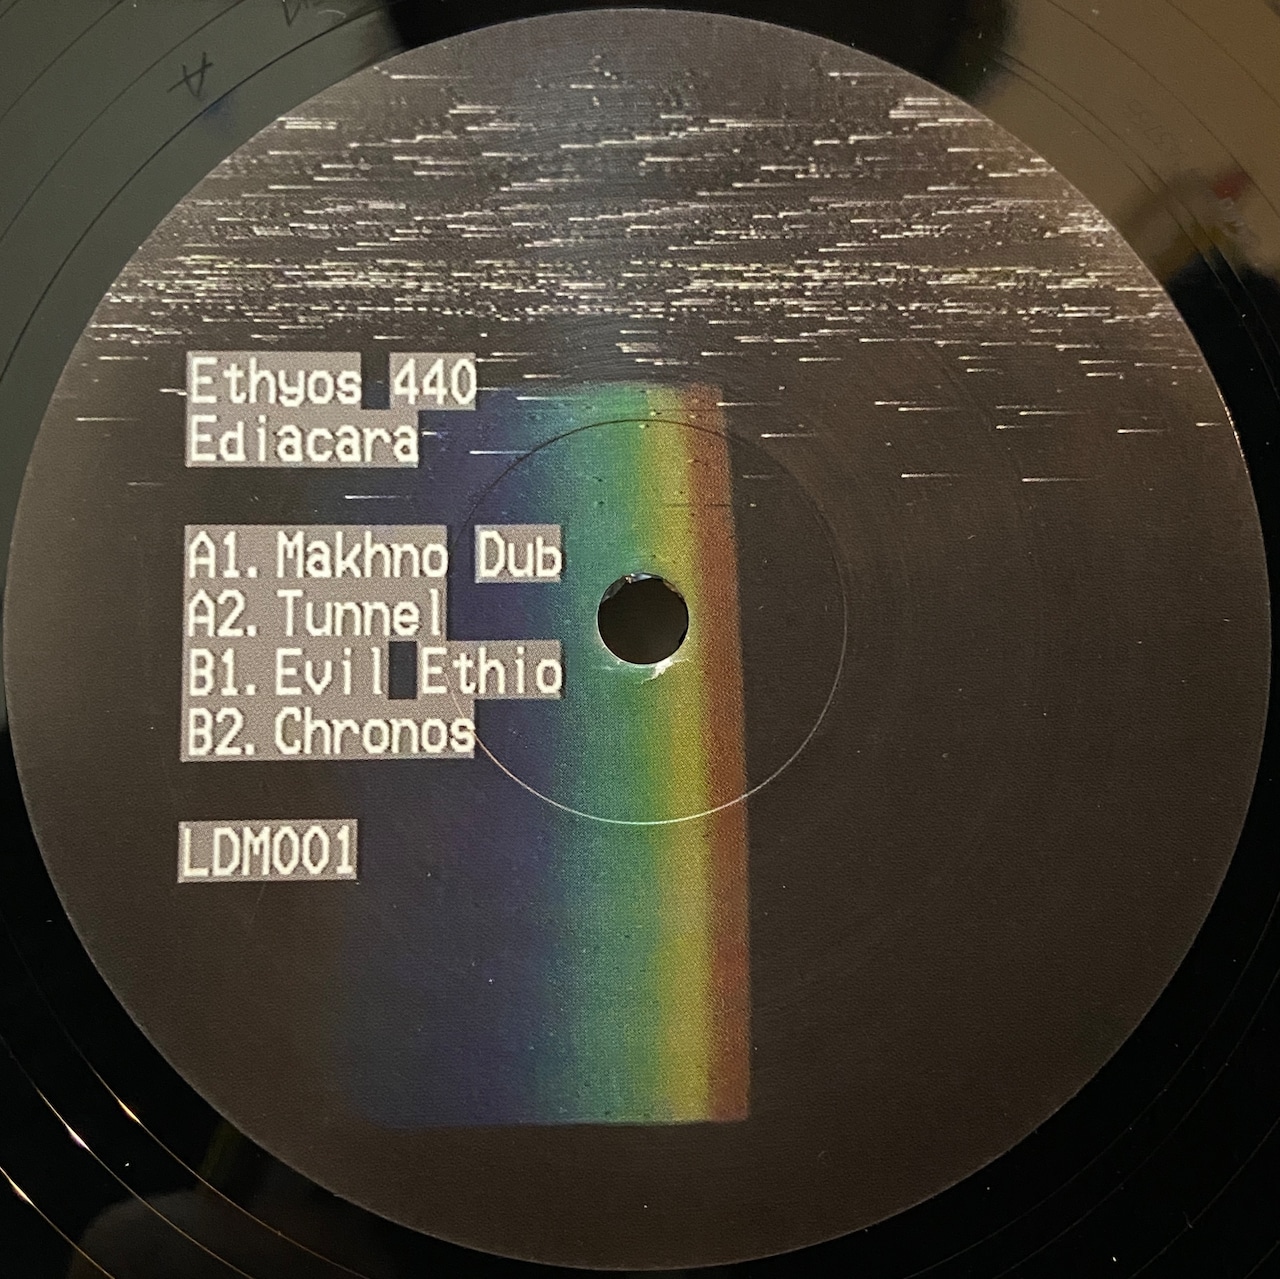 Ethyos 440
Ediacara
A1. Makhno Dub
A2. Tunnel
B1. Evil Ethio
B2. Chronos
LDM001
A